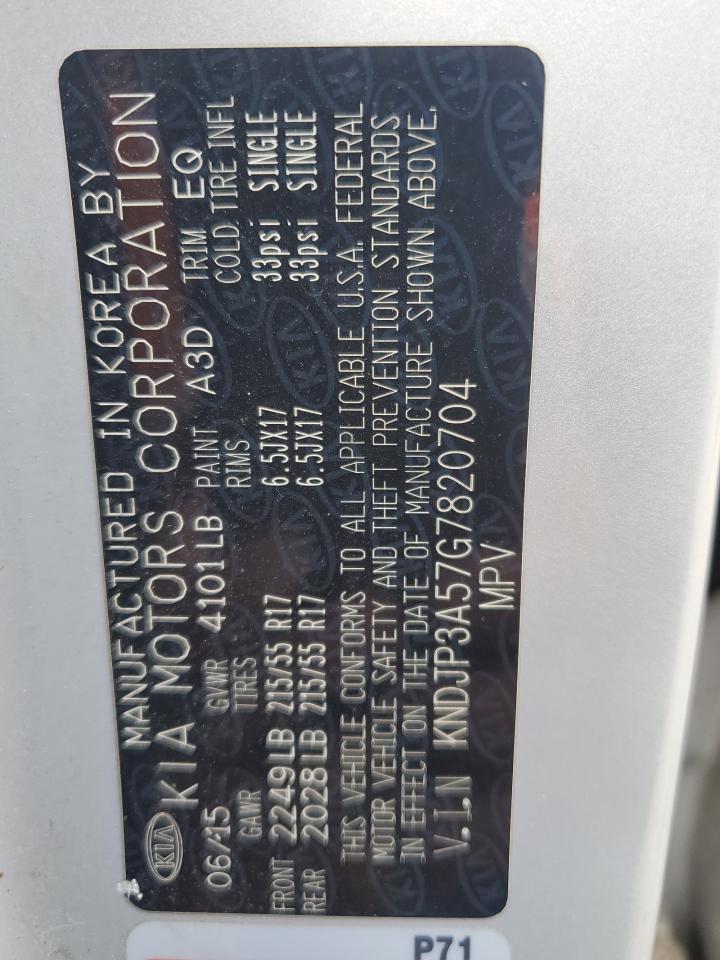 MANUFACTURED IN KOREA BY
KIA KIA MOTORS CORPORATION
06/15 GVWR 4101LB PAINT A3D TRIM EQ
GAWR TIRES RIMS COLD TIRE INFL
FRONT 2249LB 215/55 R17 6.5JX17 33psi SINGLE
REAR 2028LB 215/55 R17 6.5JX17 33psi SINGLE
THIS VEHICLE CONFORMS TO ALL APPLICABLE U.S.A. FEDERAL
MOTOR VEHICLE SAFETY AND THEFT PREVENTION STANDARDS
IN EFFECT ON THE DATE OF MANUFACTURE SHOWN ABOVE.
V.I.N KNDJP3A57G7820704
MPV
P71